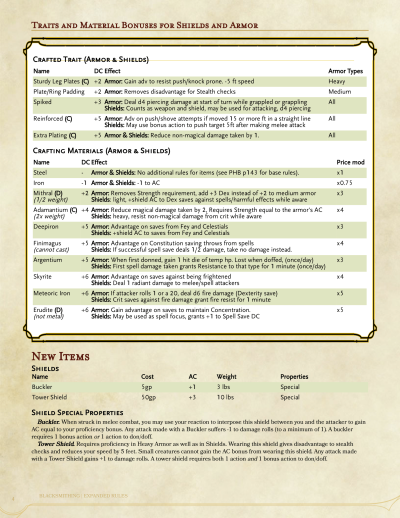 Traits and Material Bonuses for Shields and Armor
Crafted Trait (Armor & Shields)
Name DC Effect Armor Types
Sturdy Leg Plates (C) +2 Armor: Gain adv to resist push/knock prone. -5 ft speed Heavy
Plate/Ring Padding +2 Armor: Removes disadvantage for Stealth checks Medium
Spiked +3 Armor: Deal d4 piercing damage at start of turn while grappled or grappling All
Shields: Counts as weapon and shield, may be used for attacking, d4 piercing
Reinforced (C) +5 Armor: Adv on push/shove attempts if moved 15 or more ft in a straight line All
Shields: May use bonus action to push target 5ft after making melee attack
Extra Plating (C) +5 Armor & Shields: Reduce non-magical damage taken by 1. All
Crafting Materials (Armor & Shields)
Name DC Effect Price mod
Steel - Armor & Shields: No additional rules for items (see PHB p143 for base rules). x1
Iron -1 Armor & Shields: -1 to AC x0.75
Mithral (D) +2 Armor: Removes Strength requirement, add +3 Dex instead of +2 to medium armor x3
(1/2 weight) Shields: light, +shield AC to Dex saves against spells/harmful effects while aware
Adamantium (C) +4 Armor: Reduce magical damage taken by 2, Requires Strength equal to the armor's AC x4
(2x weight) Shields: heavy, resist non-magical damage from crit while aware
Deepiron +5 Armor: Advantage on saves from Fey and Celestials x3
Shields: +shield AC to saves from Fey and Celestials
Finimagus +5 Armor: Advantage on Constitution saving throws from spells x4
(cannot cast) Shields: If successful spell save deals 1/2 damage, take no damage instead.
Argentium +5 Armor: When first donned, gain 1 hit die of temp hp. Lost when doffed, (once/day) x3
Shields: First spell damage taken grants Resistance to that type for 1 minute (once/day)
Skyrite +6 Armor: Advantage on saves against being frightened x4
Shields: Deal 1 radiant damage to melee/spell attackers
Meteoric Iron +6 Armor: If attacker rolls 1 or a 20, deal d6 fire damage (Dexterity save) x5
Shields: Crit saves against fire damage grant fire resist for 1 minute
Erudite (D) +6 Armor: Gain advantage on saves to maintain Concentration. x5
(not metal) Shields: May be used as spell focus, grants +1 to Spell Save DC
New Items
Shields
Name Cost AC Weight Properties
Buckler 5gp +1 3 lbs Special
Tower Shield 50gp +3 10 lbs Special
Shield Special Properties
Buckler. When struck in melee combat, you may use your reaction to interpose this shield between you and the attacker to gain
AC equal to your proficiency bonus. Any attack made with a Buckler suffers -1 to damage rolls (to a minimum of 1). A buckler
requires 1 bonus action or 1 action to don/doff.
Tower Shield. Requires proficiency in Heavy Armor as well as in Shields. Wearing this shield gives disadvantage to stealth
checks and reduces your speed by 5 feet. Small creatures cannot gain the AC bonus from wearing this shield. Any attack made
with a Tower Shield gains +1 to damage rolls. A tower shield requires both 1 action and 1 bonus action to don/doff.